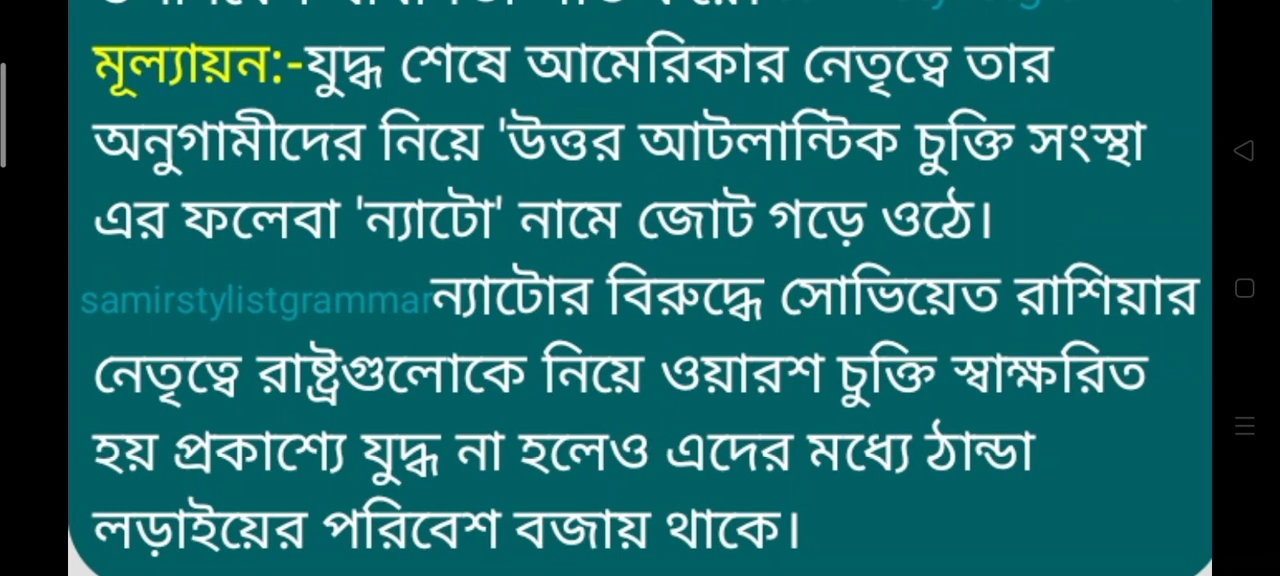 মূল্যায়ন:-যুদ্ধ শেষে আমেরিকার নেতৃত্বে তার
অনুগামীদের নিয়ে 'উত্তর আটলান্টিক চুক্তি সংস্থা
এর ফলেবা 'ন্যাটো' নামে জোট গড়ে ওঠে।
samirstylistgrammarন্যাটোর বিরুদ্ধে সোভিয়েত রাশিয়ার
নেতৃত্বে রাষ্ট্রগুলোকে নিয়ে ওয়ারশ চুক্তি স্বাক্ষরিত
হয় প্রকাশ্যে যুদ্ধ না হলেও এদের মধ্যে ঠান্ডা
লড়াইয়ের পরিবেশ বজায় থাকে।